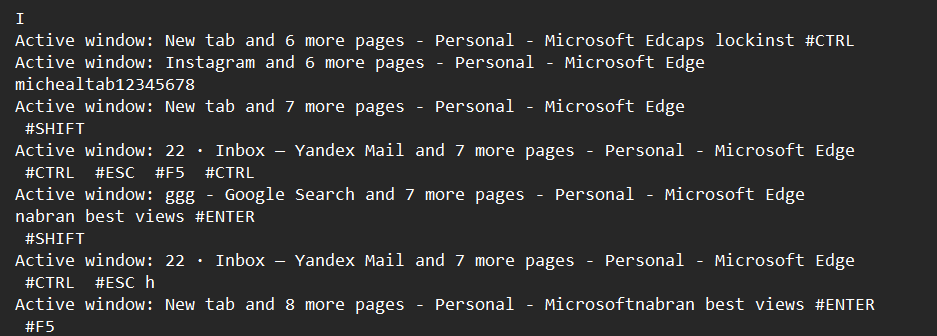 I
Active window: New tab and 6 more pages - Personal - Microsoft Edcaps lockinst #CTRL
Active window: Instagram and 6 more pages - Personal - Microsoft Edge
michealtab12345678
Active window: New tab and 7 more pages - Personal - Microsoft Edge
#SHIFT
Active window: 22 · Inbox — Yandex Mail and 7 more pages - Personal - Microsoft Edge
#CTRL  #ESC  #F5  #CTRL
Active window: ggg - Google Search and 7 more pages - Personal - Microsoft Edge
nabran best views #ENTER
#SHIFT
Active window: 22 · Inbox — Yandex Mail and 7 more pages - Personal - Microsoft Edge
#CTRL  #ESC h
Active window: New tab and 8 more pages - Personal - Microsoftnabran best views #ENTER
#F5